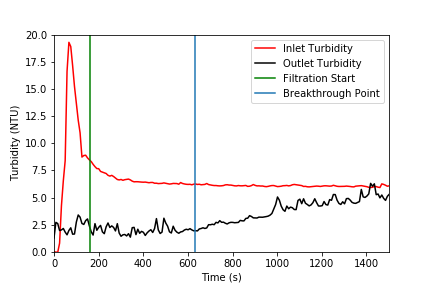 20.0
17.5
15.0
12.5
10.0
7.5
5.0
2.5
0.0
Turbidity (NTU)
Inlet Turbidity
Outlet Turbidity
Filtration Start
Breakthrough Point
0 200 400 600 800 1000 1200 1400
Time (s)